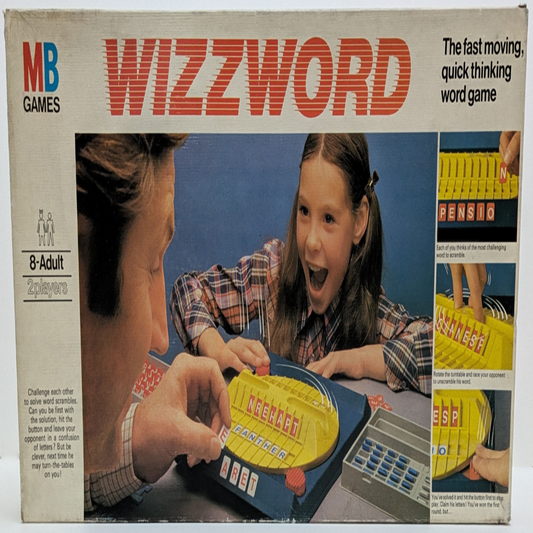 MB
GAMES
WIZZWORD
The fast moving,
quick thinking
word game
8-Adult
2players
Challenge each other
to solve word scrambles.
Can you be first with
the solution, hit the
button and leave your
opponent in a confusion
of letters? But be
clever, next time he
may turn-the-tables
on you!
N
PENSIO
Each of you thinks of the most challenging
word to scramble.
Rotate the turntable and race your opponent
to unscramble his word.
ESP
IO
You've solved it and hit the button first to stop
play. Claim his letters! You've won the first
round, but...
PANTHER
ARET